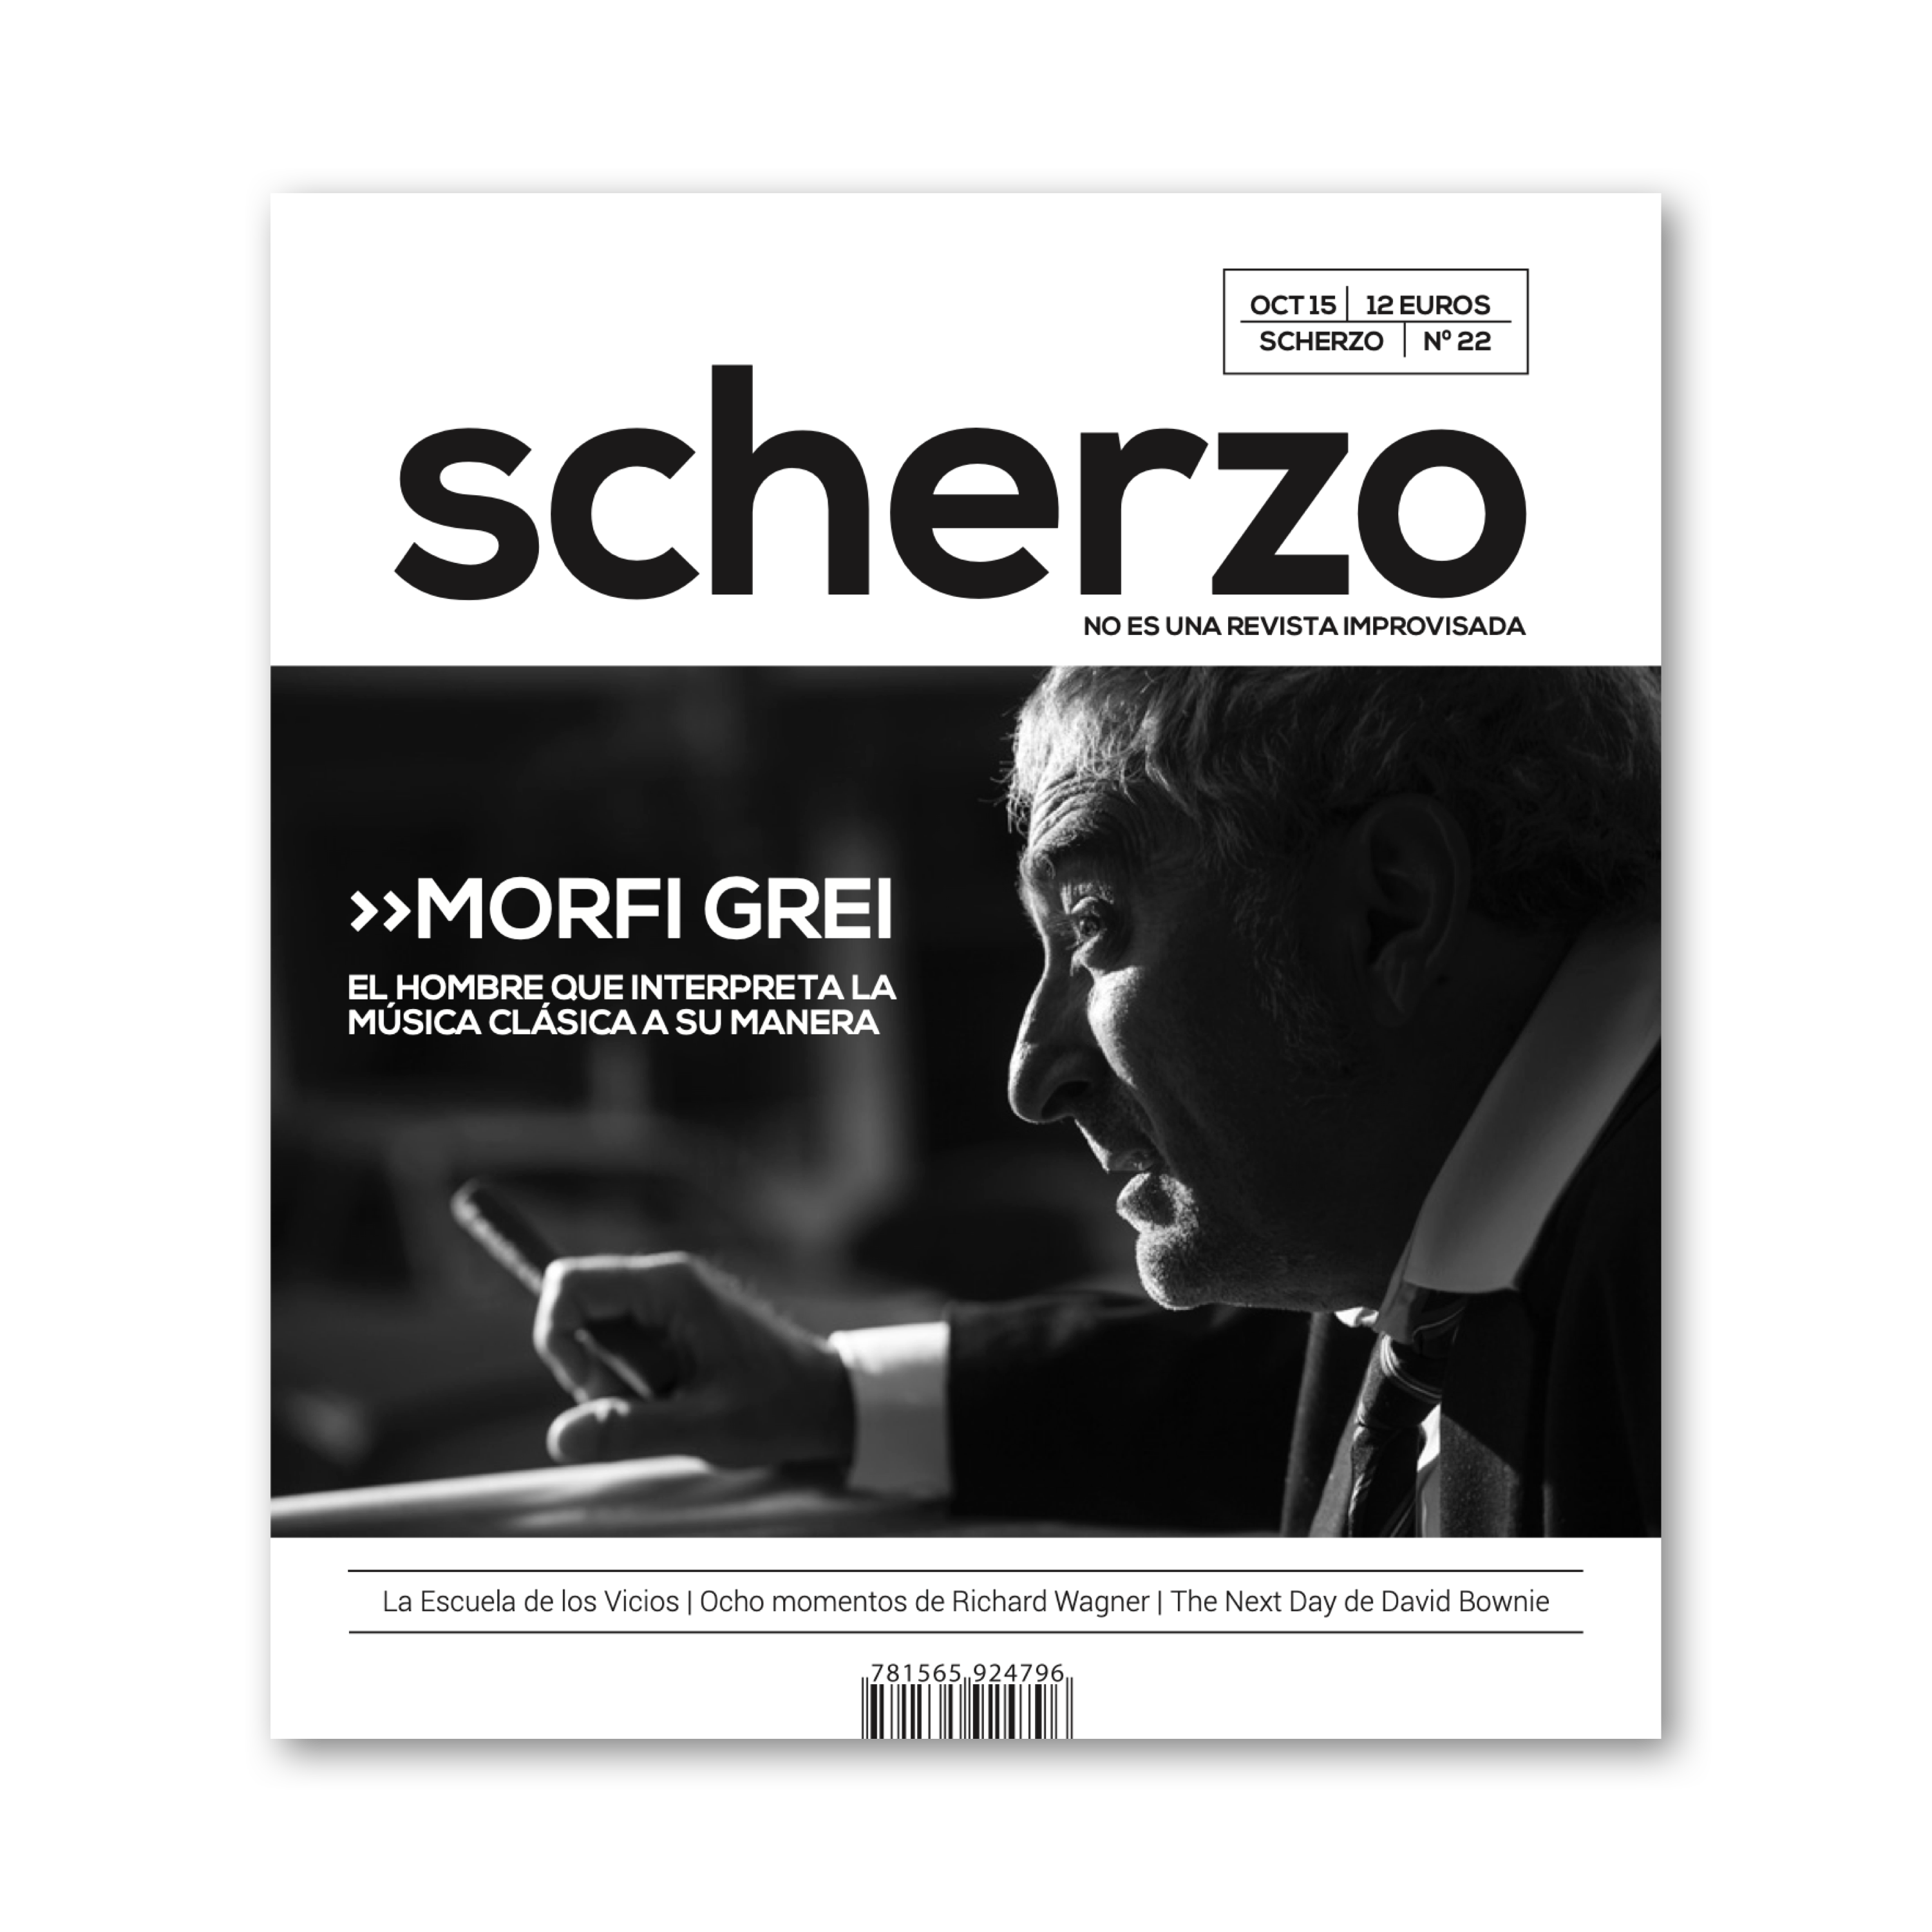 OCT 15 | 12 EUROS
SCHERZO | Nº 22
scherzo
NO ES UNA REVISTA IMPROVISADA
>>MORFI GREI
EL HOMBRE QUE INTERPRETA LA
MÚSICA CLÁSICA A SU MANERA
La Escuela de los Vicios | Ocho momentos de Richard Wagner | The Next Day de David Bownie
781565 924796